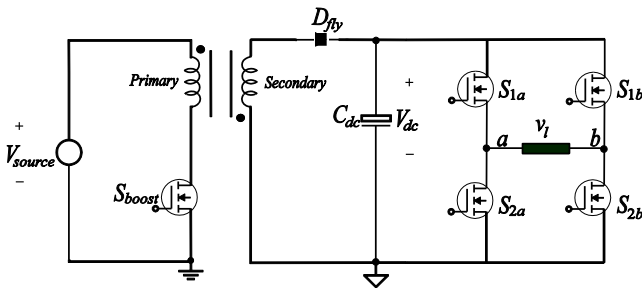 D_fly
Primary
Secondary
S_1a
S_1b
+
V_source
−
S_boost
C_dc
+
V_dc
−
a
v_l
b
S_2a
S_2b